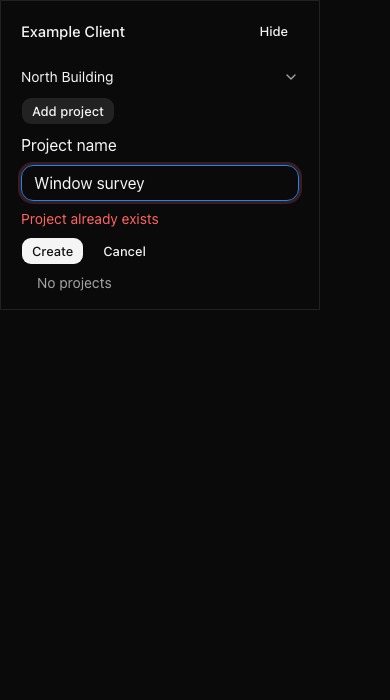 Example Client
Hide
North Building
Add project
Project name
Window survey
Project already exists
Create
Cancel
No projects